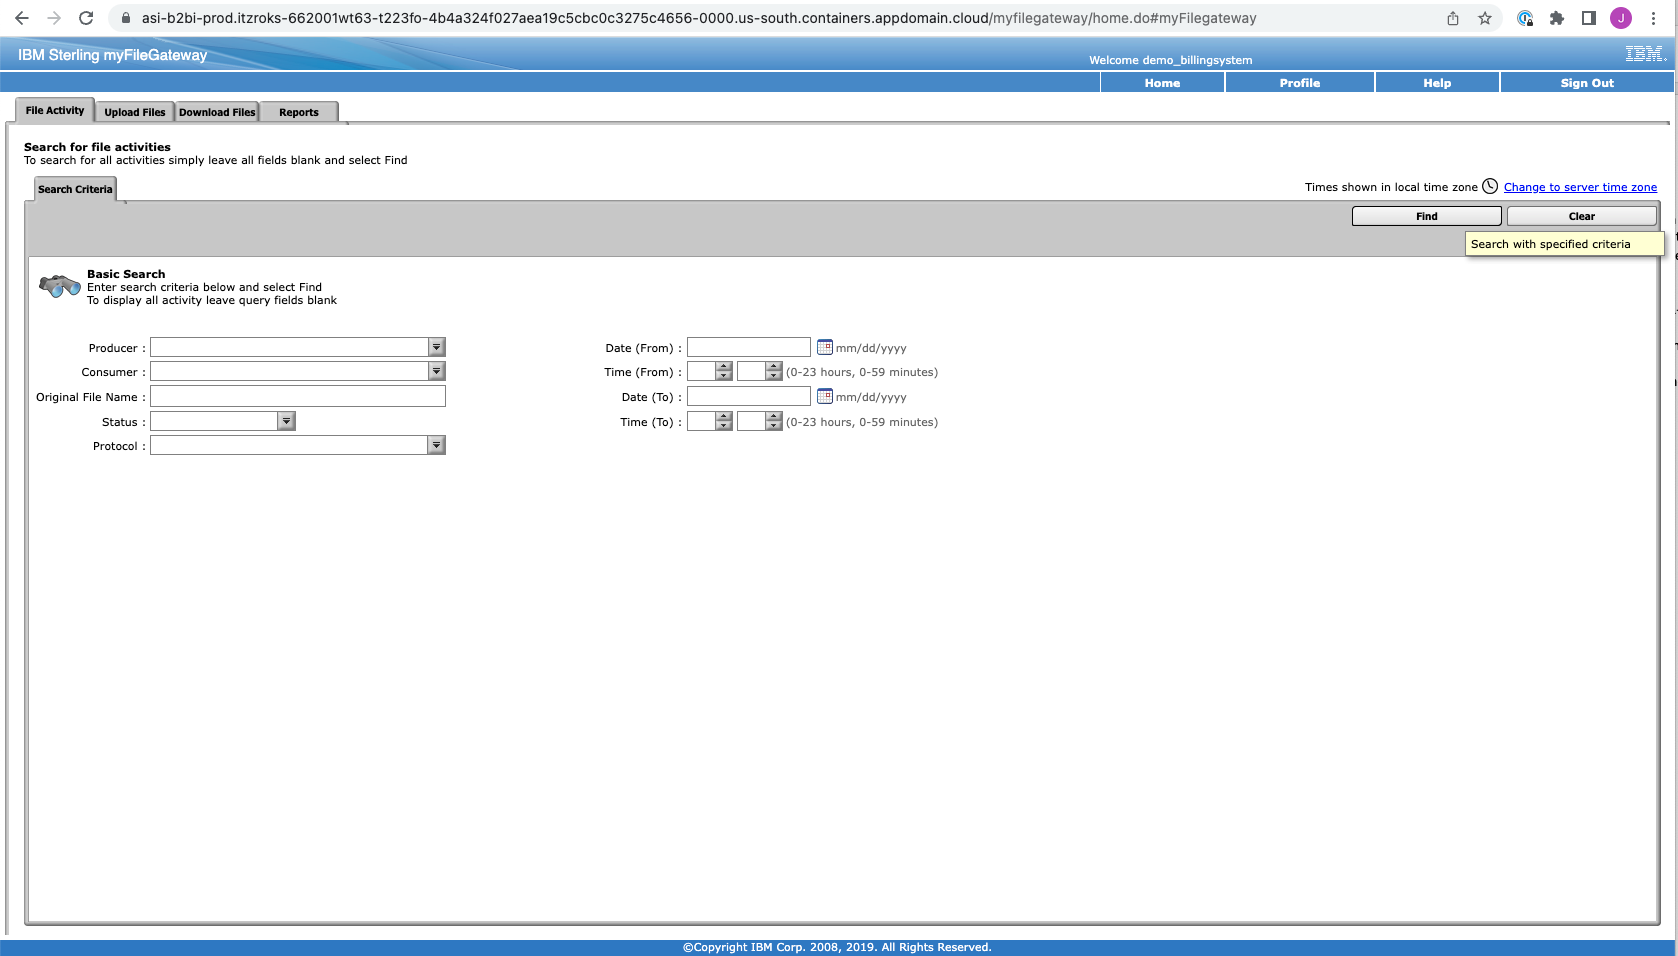 asi-b2bi-prod.itzroks-662001wt63-t223fo-4b4a324f027aea19c5cbc0c3275c4656-0000.us-south.containers.appdomain.cloud/myfilegateway/home.do#myFilegateway
J
IBM Sterling myFileGateway
Welcome demo_billingsystem
IBM.
Home
Profile
Help
Sign Out
File Activity
Upload Files
Download Files
Reports
Search for file activities
To search for all activities simply leave all fields blank and select Find
Search Criteria
Times shown in local time zone
Change to server time zone
Find
Clear
Search with specified criteria
Basic Search
Enter search criteria below and select Find
To display all activity leave query fields blank
Producer :
Date (From) :
mm/dd/yyyy
Consumer :
Time (From) :
(0-23 hours, 0-59 minutes)
Original File Name :
Date (To) :
mm/dd/yyyy
Status :
Time (To) :
(0-23 hours, 0-59 minutes)
Protocol :
©Copyright IBM Corp. 2008, 2019. All Rights Reserved.